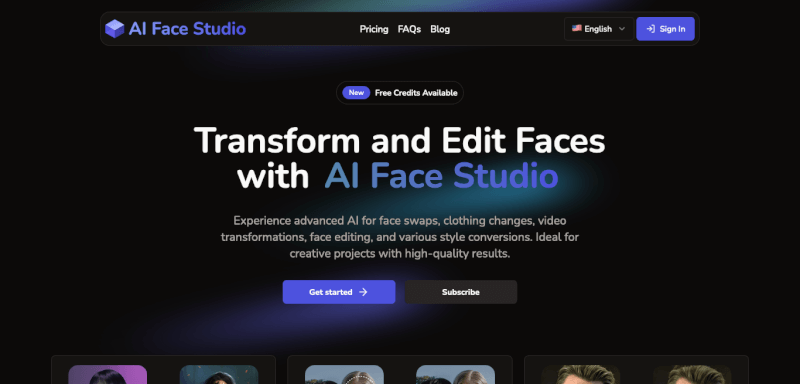 AI Face Studio
Pricing
FAQs
Blog
English
Sign In
New
Free Credits Available
Transform and Edit Faces
with AI Face Studio
Experience advanced AI for face swaps, clothing changes, video
transformations, face editing, and various style conversions. Ideal for
creative projects with high-quality results.
Get started
Subscribe